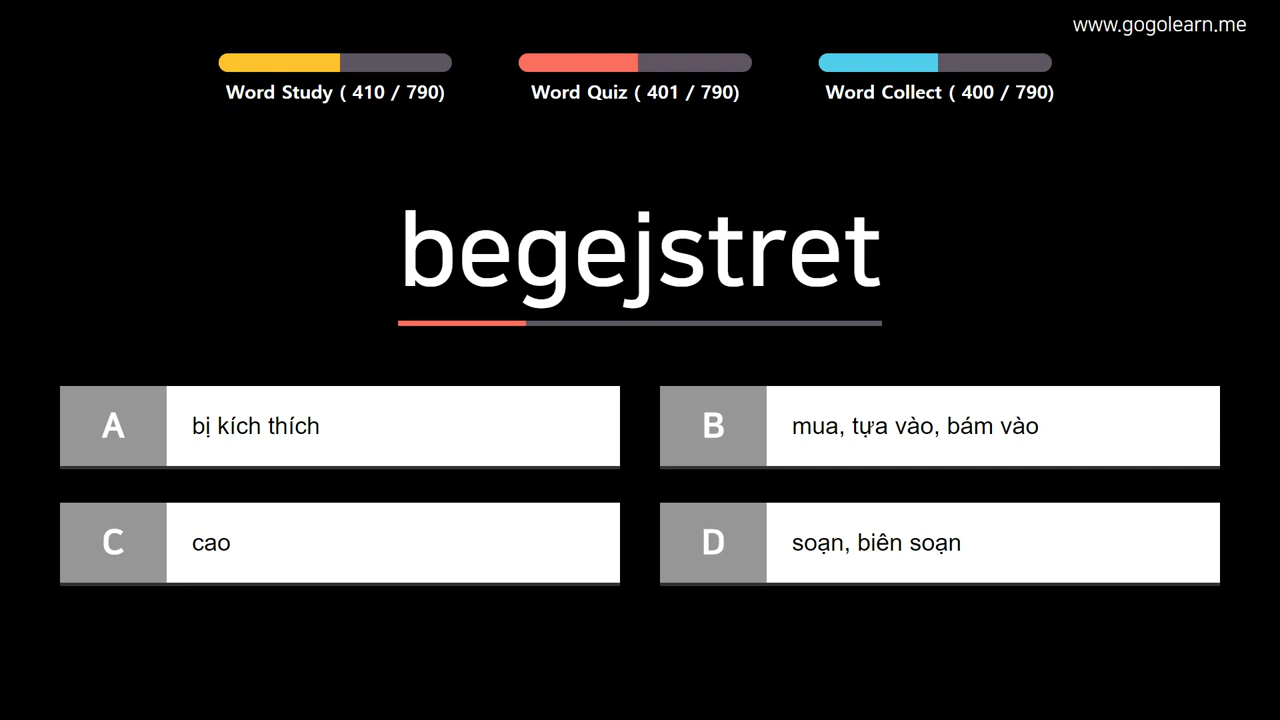 www.gogolearn.me
Word Study ( 410 / 790)
Word Quiz ( 401 / 790)
Word Collect ( 400 / 790)
begejstret
A
bị kích thích
B
mua, tựa vào, bám vào
C
cao
D
soạn, biên soạn